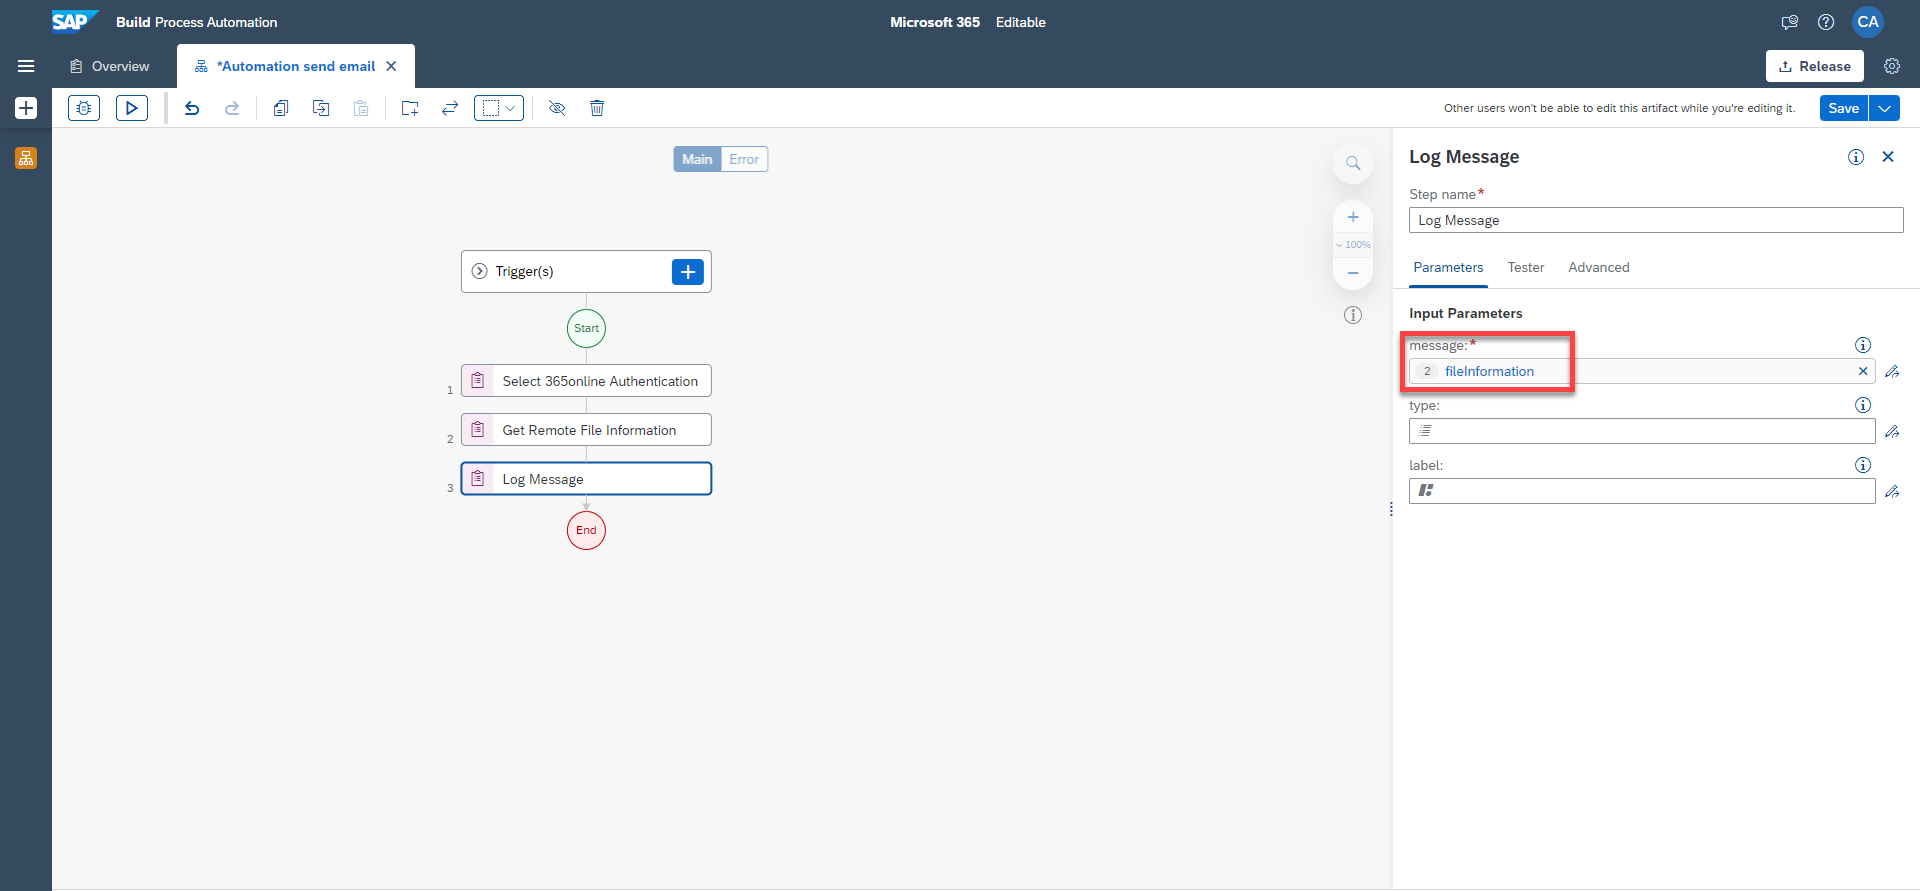 SAP Build Process Automation
Microsoft 365 Editable
CA
Overview
*Automation send email
Release
Other users won't be able to edit this artifact while you're editing it.
Save
Main
Error
100%
Trigger(s)
Start
1
Select 365online Authentication
2
Get Remote File Information
3
Log Message
End
Log Message
Step name*
Log Message
Parameters
Tester
Advanced
Input Parameters
message:*
2 fileInformation
type:
label: